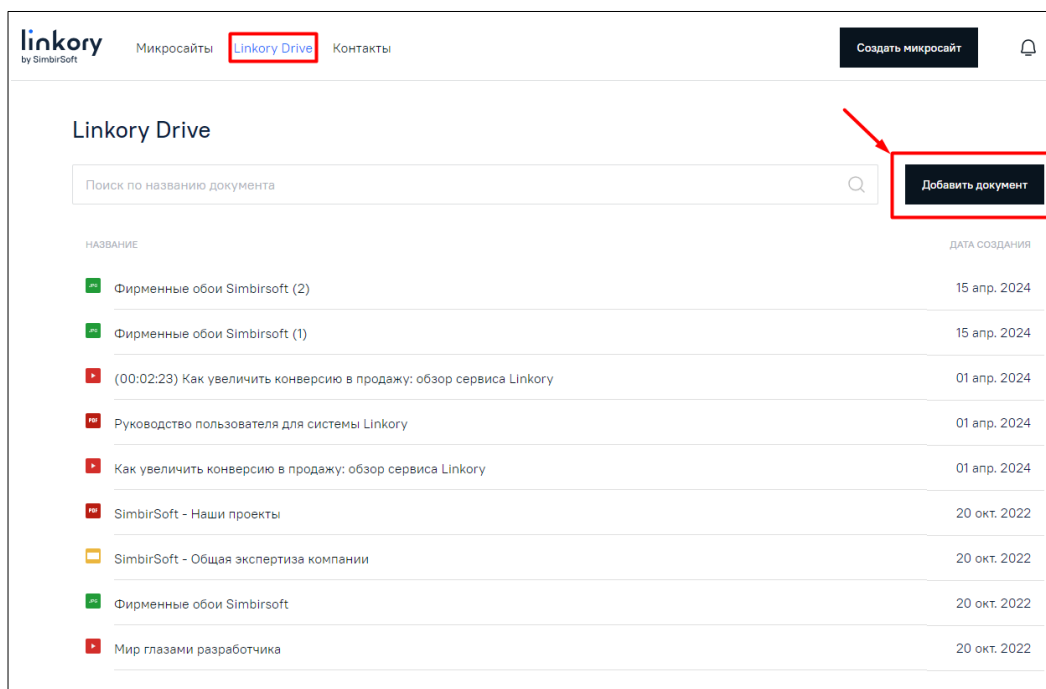 linkory
by SimbirSoft
Микросайты Linkory Drive Контакты Создать микросайт
Linkory Drive
Поиск по названию документа Добавить документ
НАЗВАНИЕ ДАТА СОЗДАНИЯ
JPG Фирменные обои Simbirsoft (2) 15 апр. 2024
JPG Фирменные обои Simbirsoft (1) 15 апр. 2024
(00:02:23) Как увеличить конверсию в продажу: обзор сервиса Linkory 01 апр. 2024
PDF Руководство пользователя для системы Linkory 01 апр. 2024
Как увеличить конверсию в продажу: обзор сервиса Linkory 01 апр. 2024
PDF SimbirSoft - Наши проекты 20 окт. 2022
SimbirSoft - Общая экспертиза компании 20 окт. 2022
JPG Фирменные обои Simbirsoft 20 окт. 2022
Мир глазами разработчика 20 окт. 2022